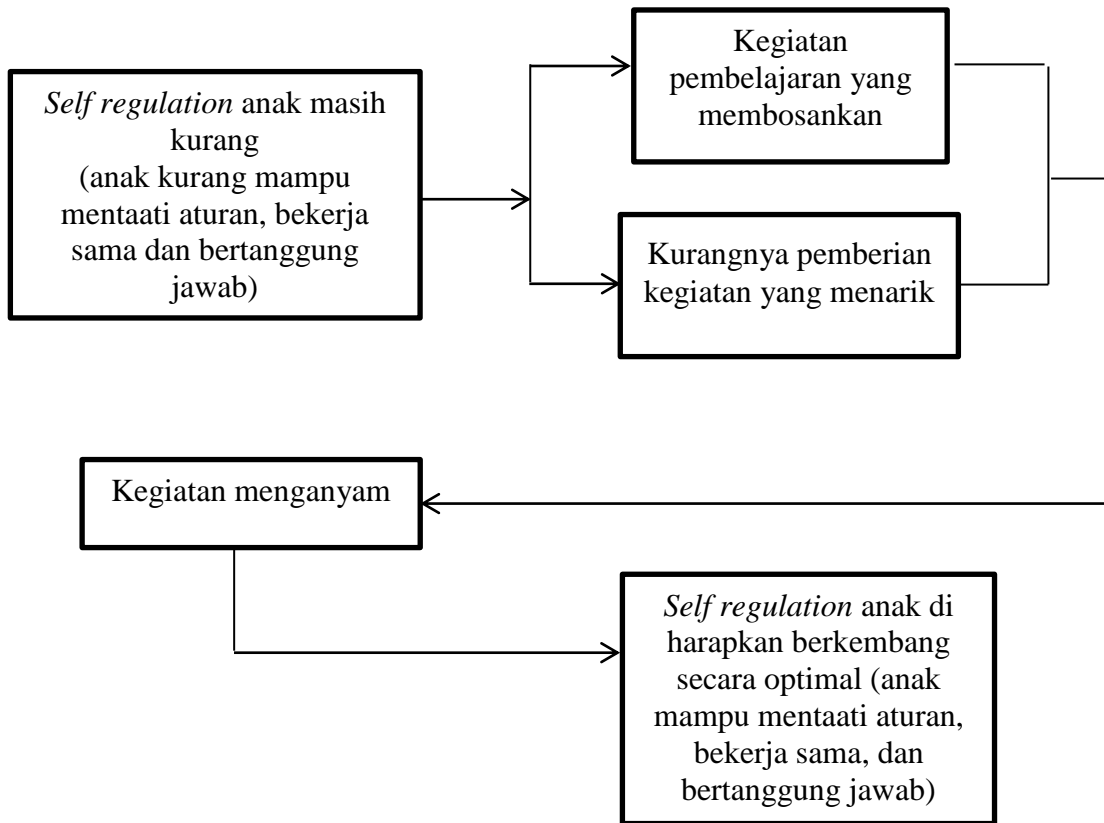 Self regulation anak masih
kurang
(anak kurang mampu
mentaati aturan, bekerja
sama dan bertanggung
jawab)
Kegiatan
pembelajaran yang
membosankan
Kurangnya pemberian
kegiatan yang menarik
Kegiatan menganyam
Self regulation anak di
harapkan berkembang
secara optimal (anak
mampu mentaati aturan,
bekerja sama, dan
bertanggung jawab)